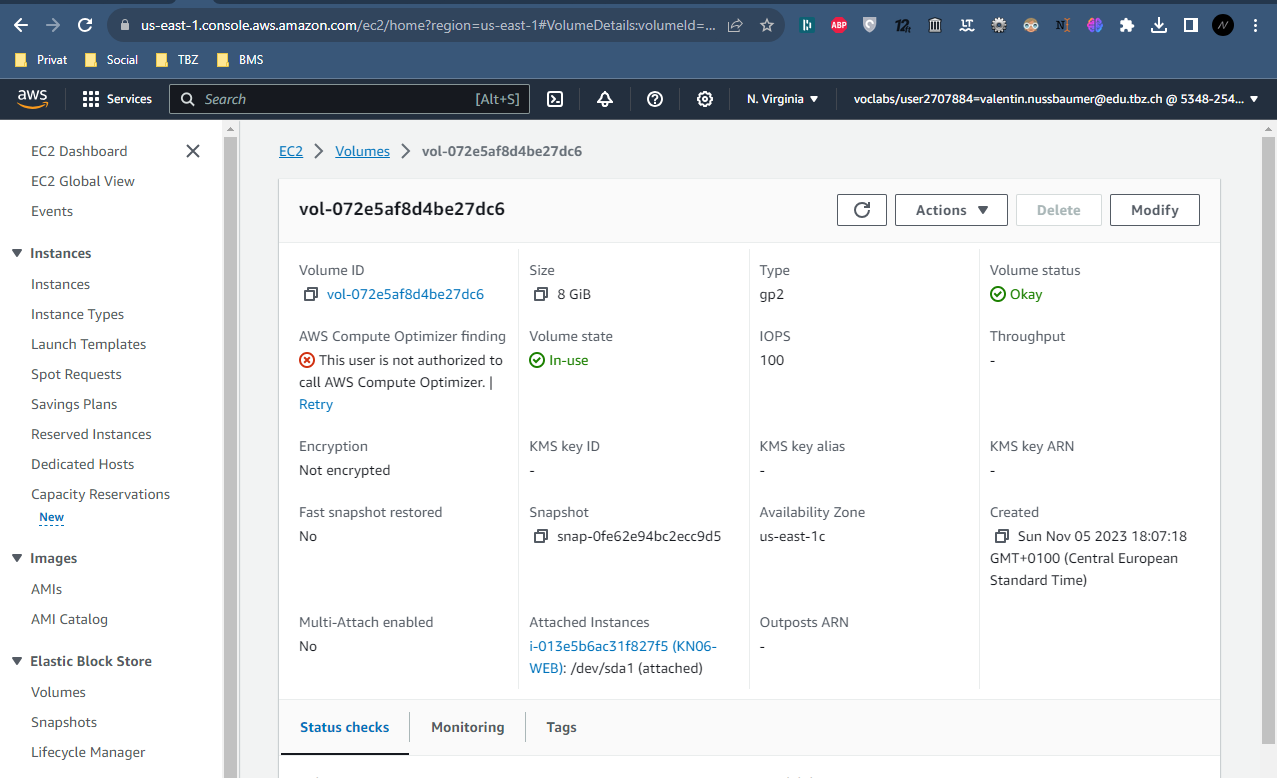 us-east-1.console.aws.amazon.com/ec2/home?region=us-east-1#VolumeDetails:volumeId=...
ABP
Privat
Social
TBZ
BMS
aws
Services
Search
[Alt+S]
N. Virginia
voclabs/user2707884=valentin.nussbaumer@edu.tbz.ch @ 5348-254...
EC2 Dashboard
EC2 Global View
Events
Instances
Instances
Instance Types
Launch Templates
Spot Requests
Savings Plans
Reserved Instances
Dedicated Hosts
Capacity Reservations
New
Images
AMIs
AMI Catalog
Elastic Block Store
Volumes
Snapshots
Lifecycle Manager
EC2
Volumes
vol-072e5af8d4be27dc6
vol-072e5af8d4be27dc6
Actions
Delete
Modify
Volume ID
vol-072e5af8d4be27dc6
Size
8 GiB
Type
gp2
Volume status
Okay
AWS Compute Optimizer finding
This user is not authorized to
call AWS Compute Optimizer. |
Retry
Volume state
In-use
IOPS
100
Throughput
-
Encryption
Not encrypted
KMS key ID
-
KMS key alias
-
KMS key ARN
-
Fast snapshot restored
No
Snapshot
snap-0fe62e94bc2ecc9d5
Availability Zone
us-east-1c
Created
Sun Nov 05 2023 18:07:18
GMT+0100 (Central European
Standard Time)
Multi-Attach enabled
No
Attached Instances
i-013e5b6ac31f827f5 (KN06-
WEB): /dev/sda1 (attached)
Outposts ARN
-
Status checks
Monitoring
Tags